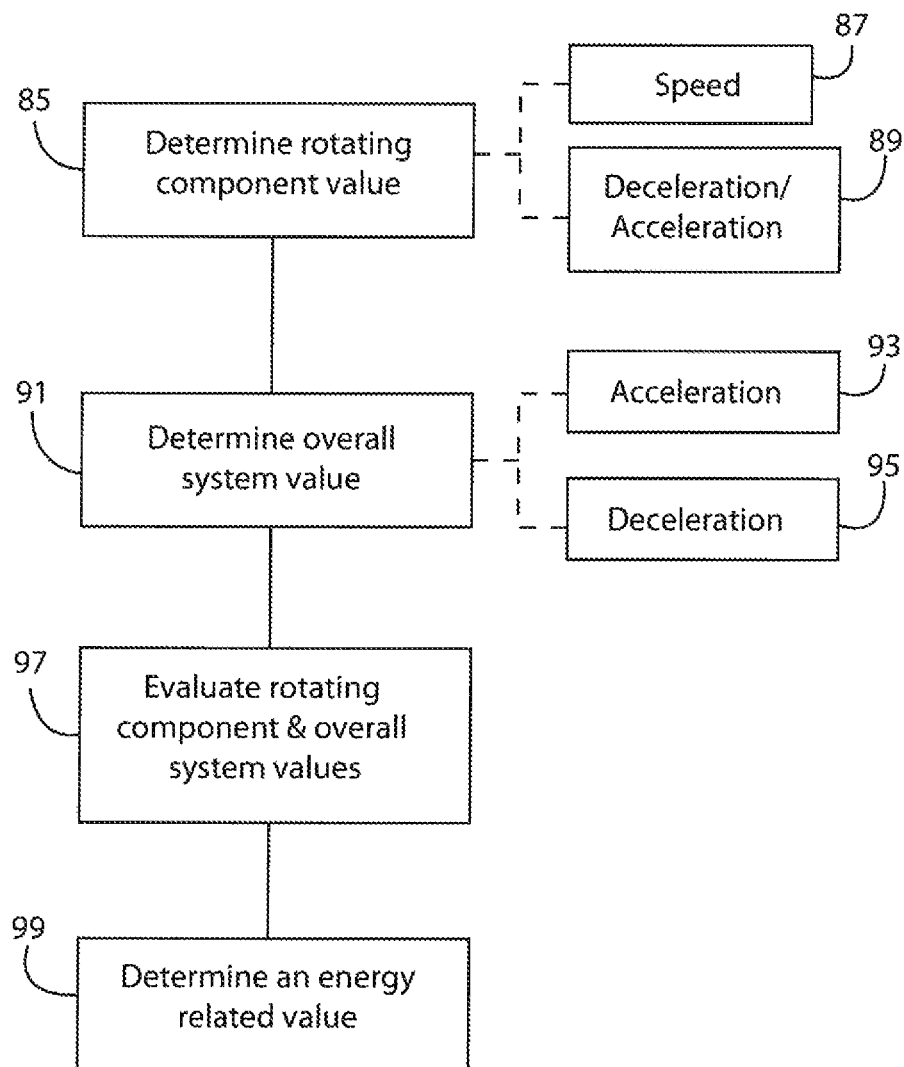 87
Speed
85
Determine rotating
component value
89
Deceleration/
Acceleration
93
Acceleration
91
Determine overall
system value
95
Deceleration
97
Evaluate rotating
component & overall
system values
99
Determine an energy
related value